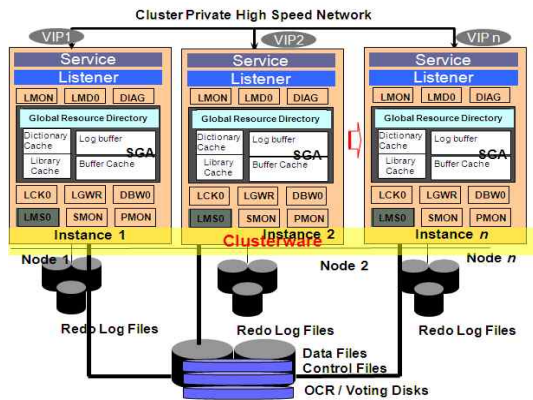 Cluster Private High Speed Network
VIP1
VIP2
VIP n
Service
Listener
LMON LMD0 DIAG
Global Resource Directory
Dictionary Cache
Log buffer
SGA
Library Cache
Buffer Cache
LCK0 LGWR DBW0
LMS0 SMON PMON
Instance 1
Service
Listener
LMON LMD0 DIAG
Global Resource Directory
Dictionary Cache
Log buffer
SGA
Library Cache
Buffer Cache
LCK0 LGWR DBW0
LMS0 SMON PMON
Instance 2
Service
Listener
LMON LMD0 DIAG
Global Resource Directory
Dictionary Cache
Log buffer
SGA
Library Cache
Buffer Cache
LCK0 LGWR DBW0
LMS0 SMON PMON
Instance n
Clusterware
Node 1
Node 2
Node n
Redo Log Files
Redo Log Files
Redo Log Files
Data Files
Control Files
OCR / Voting Disks